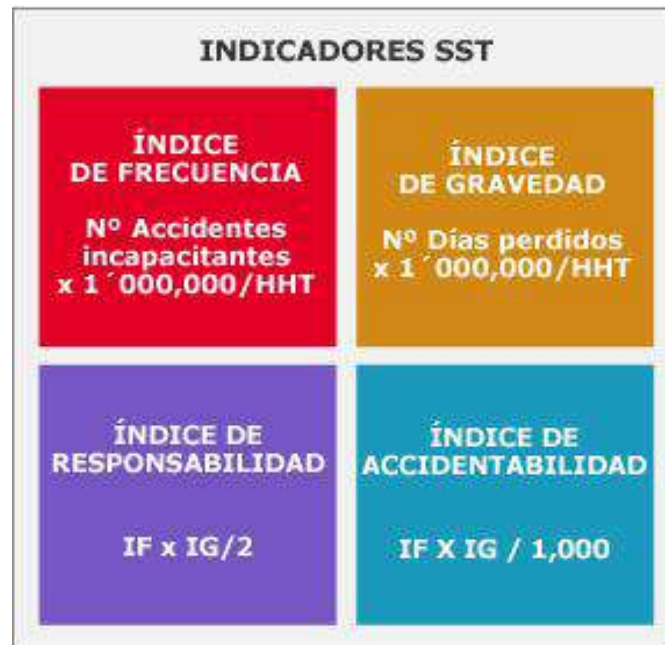 INDICADORES SST
ÍNDICE
DE FRECUENCIA
Nº Accidentes
incapacitantes
x 1´000,000/HHT
ÍNDICE
DE GRAVEDAD
Nº Días perdidos
x 1´000,000/HHT
ÍNDICE DE
RESPONSABILIDAD
IF x IG/2
ÍNDICE DE
ACCIDENTABILIDAD
IF X IG / 1,000